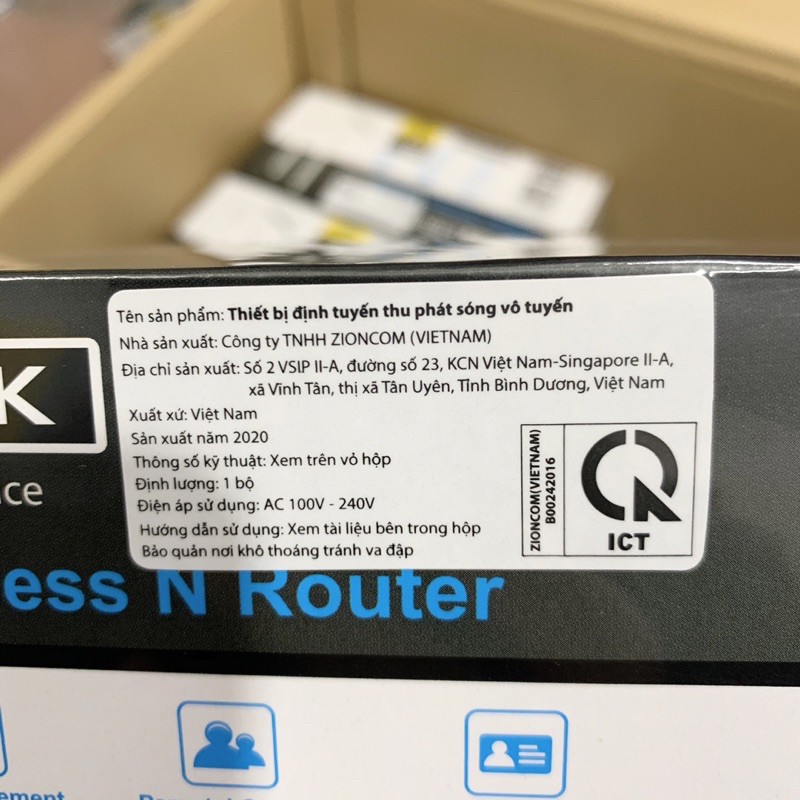 Tên sản phẩm: Thiết bị định tuyến thu phát sóng vô tuyến
Nhà sản xuất: Công ty TNHH ZIONCOM (VIETNAM)
Địa chỉ sản xuất: Số 2 VSIP II-A, đường số 23, KCN Việt Nam-Singapore II-A,
xã Vĩnh Tân, thị xã Tân Uyên, Tỉnh Bình Dương, Việt Nam
Xuất xứ: Việt Nam
Sản xuất năm 2020
Thông số kỹ thuật: Xem trên vỏ hộp
Định lượng: 1 bộ
Điện áp sử dụng: AC 100V - 240V
Hướng dẫn sử dụng: Xem tài liệu bên trong hộp
Bảo quản nơi khô thoáng tránh va đập
ZIONCOM(VIETNAM)
B00242016
ICT
K
ce
ess N Router
ement